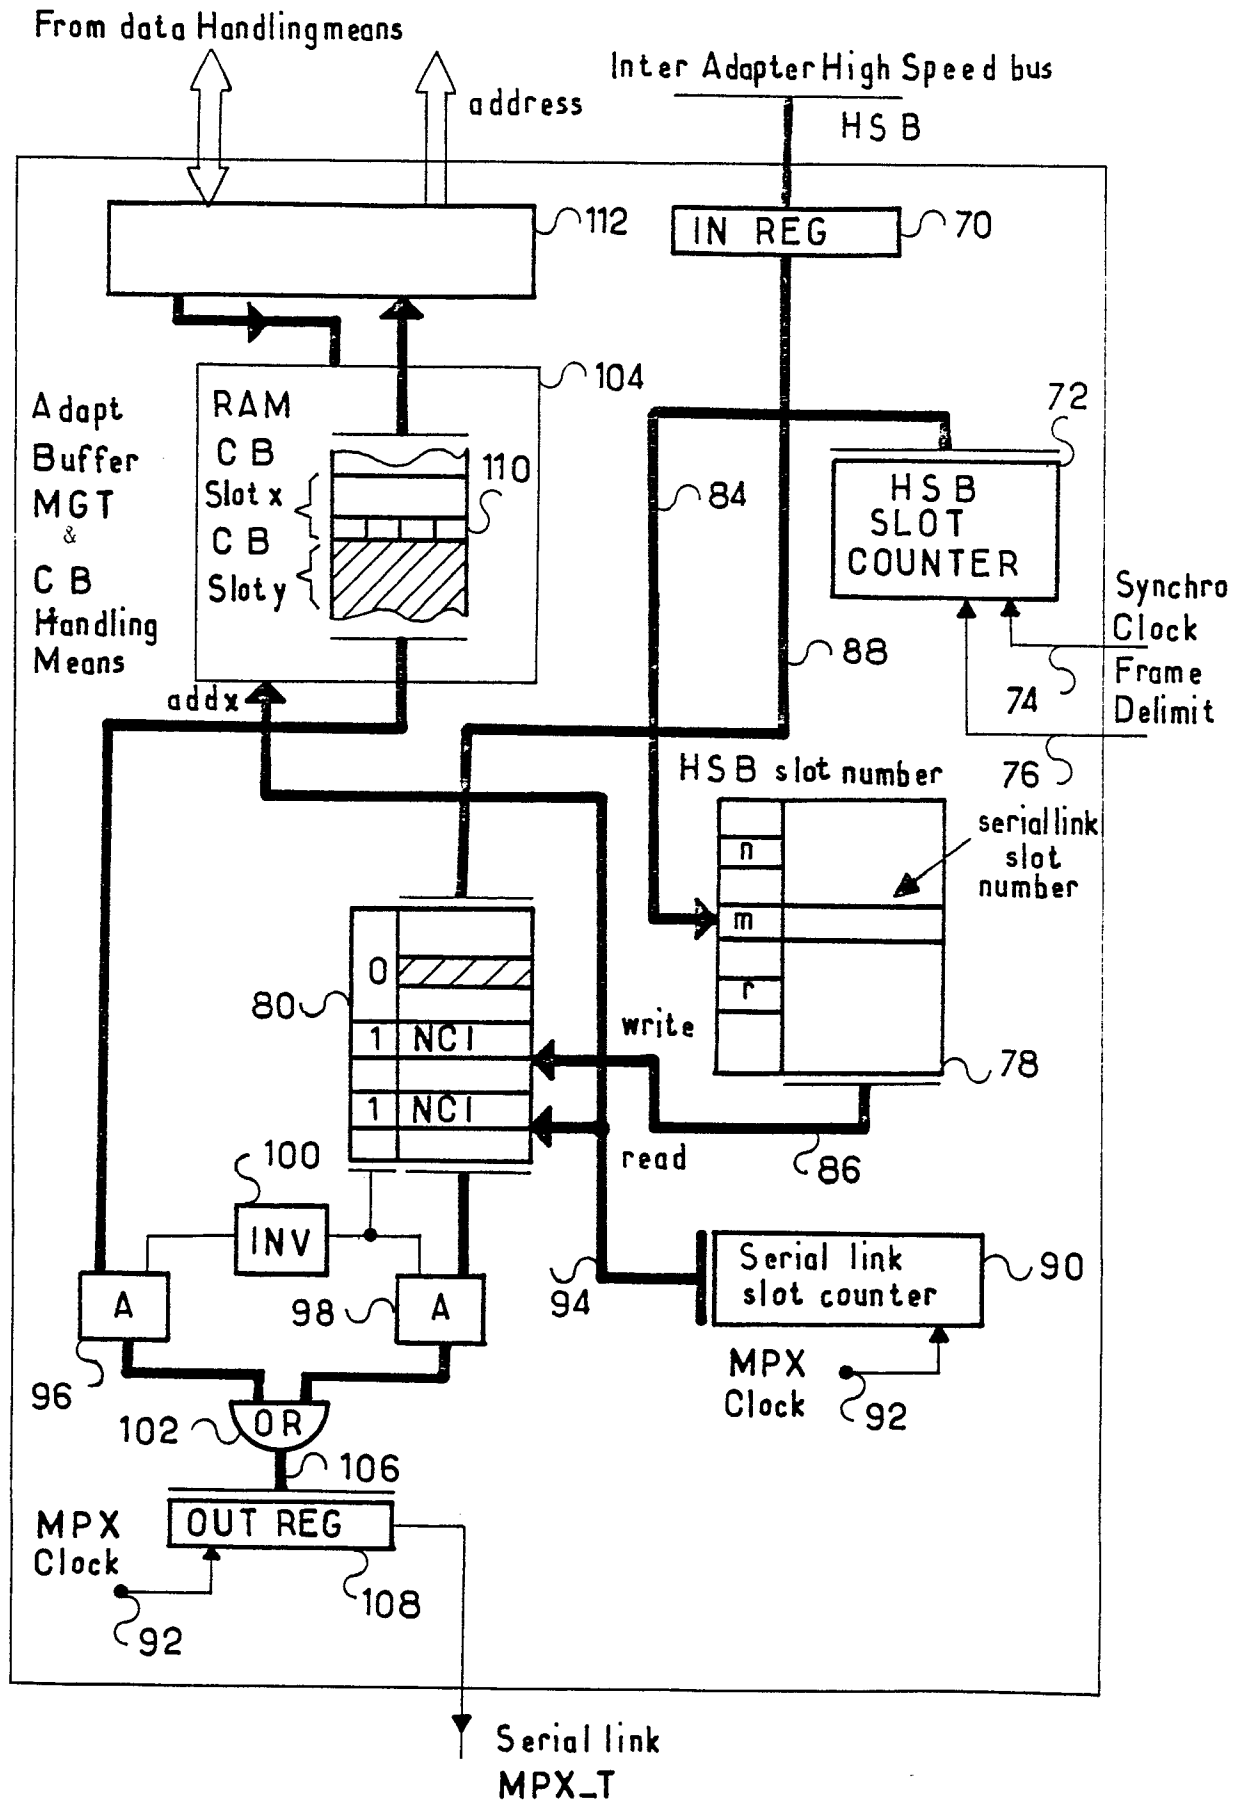 From data Handling means
address
Inter Adapter High Speed bus
HSB
112
IN REG
70
104
Adapt
Buffer
MGT
&
CB
Handling
Means
RAM
CB
Slot x
CB
Slot y
110
72
84
HSB
SLOT
COUNTER
Synchro
Clock
74
Frame
Delimit
76
88
addx
HSB slot number
n
m
r
serial link
slot
number
78
80
0
1 NCI
1 NCI
write
read
86
100
INV
A
98
A
96
94
Serial link
slot counter
90
MPX
Clock
92
102
OR
106
OUT REG
MPX
Clock
92
108
Serial link
MPX_T